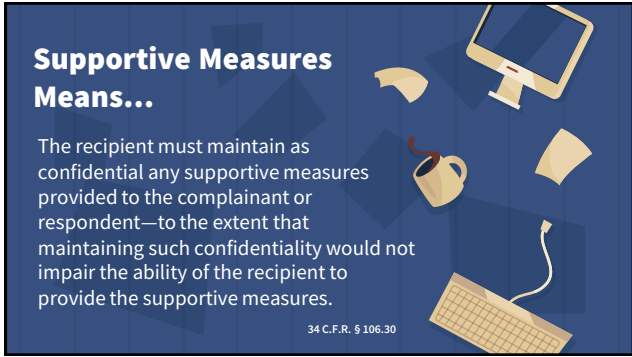 Supportive Measures
Means...
The recipient must maintain as
confidential any supportive measures
provided to the complainant or
respondent—to the extent that
maintaining such confidentiality would not
impair the ability of the recipient to
provide the supportive measures.
34 C.F.R. § 106.30